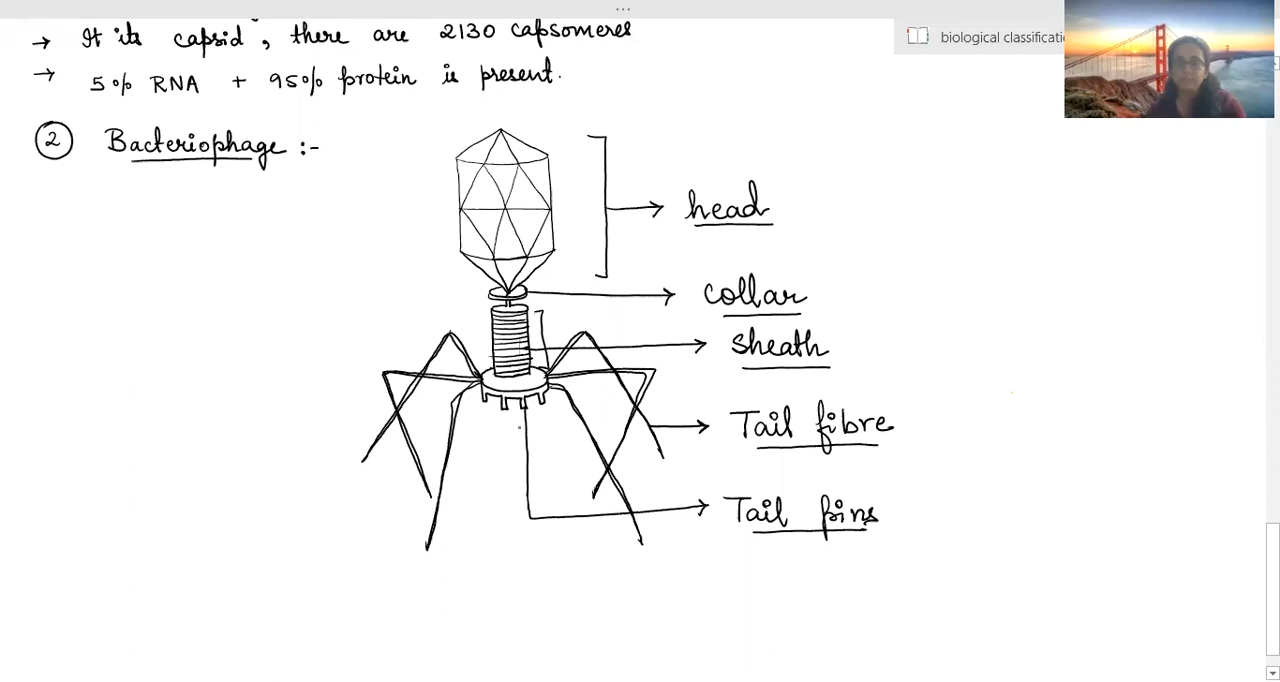 → It its capsid, there are 2130 capsomeres
biological classificati
→ 5% RNA + 95% protein is present.
② Bacteriophage :-
head
collar
sheath
Tail fibre
Tail pins